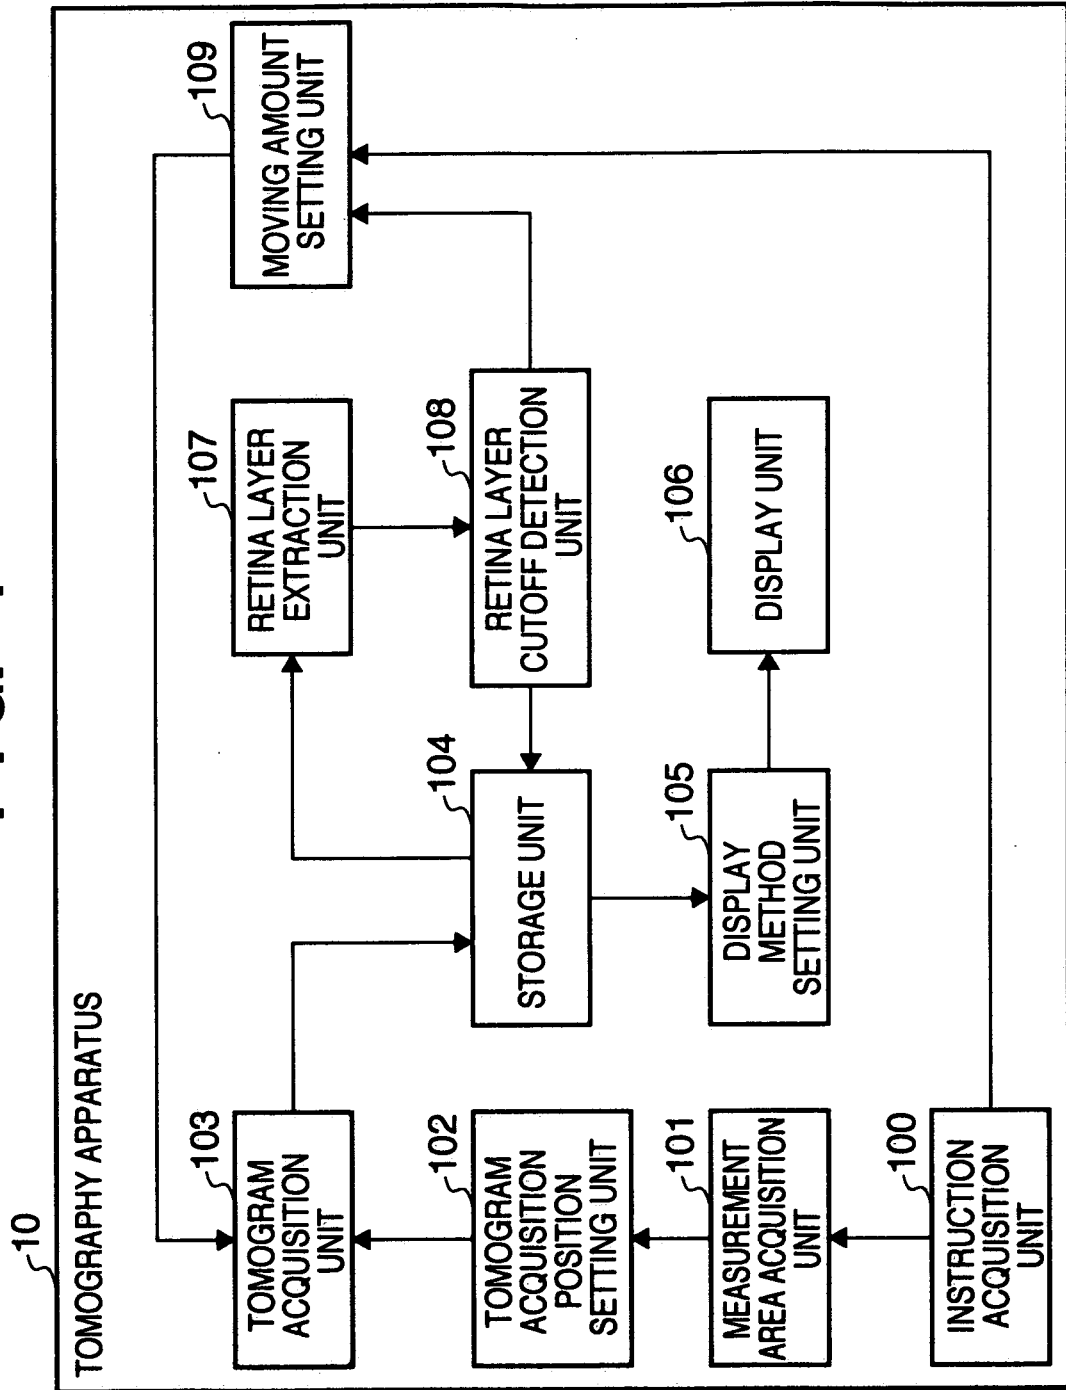 10
TOMOGRAPHY APPARATUS
103
TOMOGRAM
ACQUISITION
UNIT
107
RETINA LAYER
EXTRACTION
UNIT
109
MOVING AMOUNT
SETTING UNIT
102
TOMOGRAM
ACQUISITION
POSITION
SETTING UNIT
104
STORAGE UNIT
108
RETINA LAYER
CUTOFF DETECTION
UNIT
101
MEASUREMENT
AREA ACQUISITION
UNIT
105
DISPLAY
METHOD
SETTING UNIT
106
DISPLAY UNIT
100
INSTRUCTION
ACQUISITION
UNIT